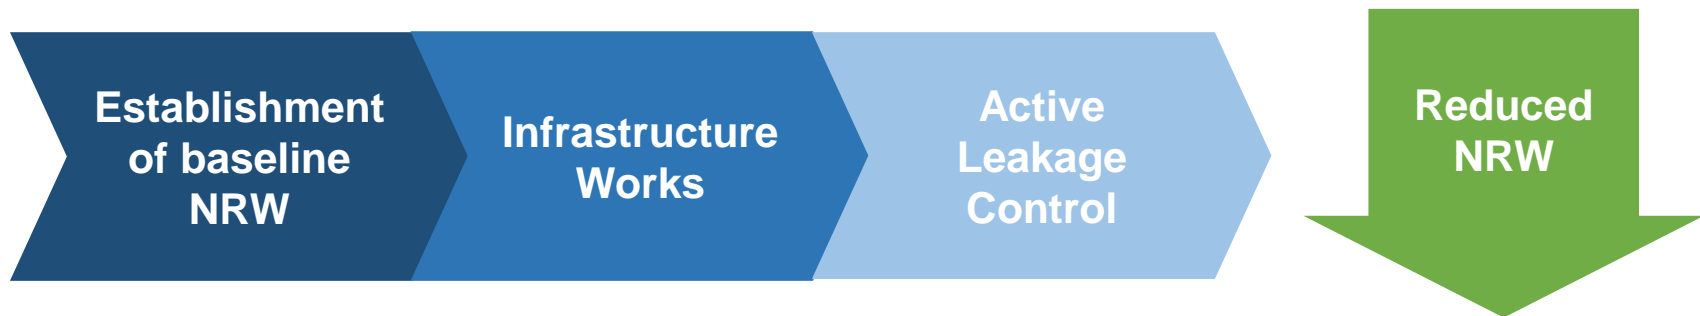 Establishment
of baseline
NRW
Infrastructure
Works
Active
Leakage
Control
Reduced
NRW